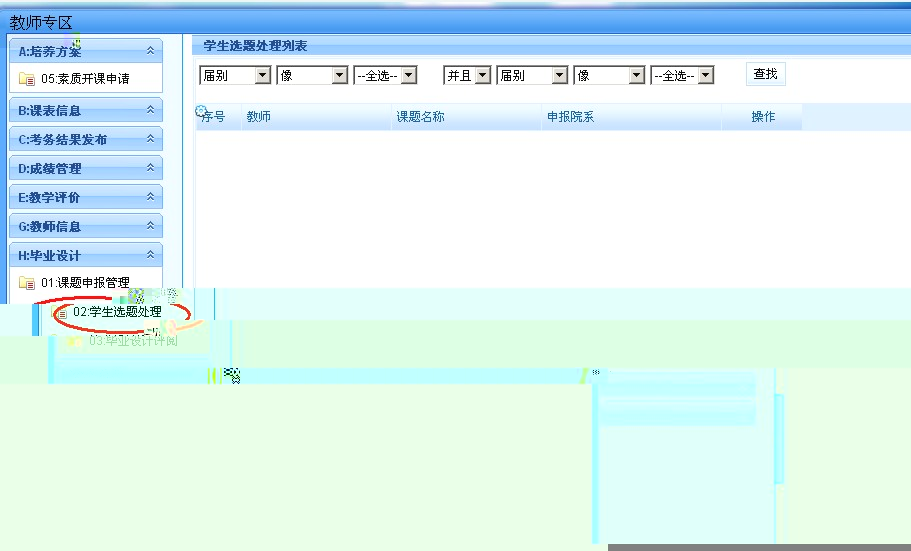 教师专区
A:培养方案
05:素质开课申请
B:课表信息
C:考务结果发布
D:成绩管理
E:教学评价
G:教师信息
H:毕业设计
01:课题申报管理
02:学生选题处理
03:毕业设计评阅
学生选题处理列表
届别 像 --全选-- 并且 届别 像 --全选-- 查找
序号 教师 课题名称 申报院系 操作